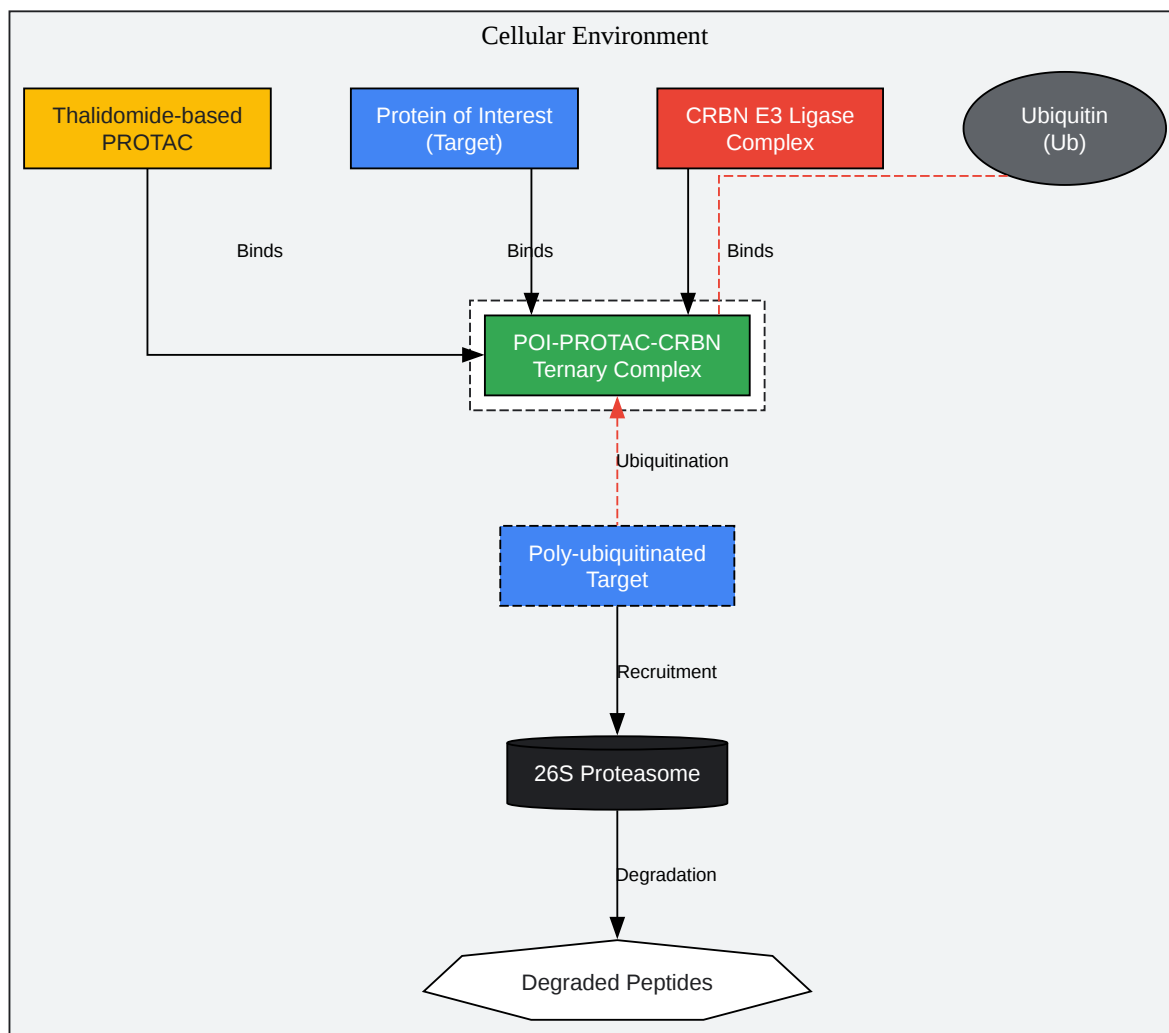 Cellular Environment
Thalidomide-based
PROTAC
Protein of Interest
(Target)
CRBN E3 Ligase
Complex
Ubiquitin
(Ub)
Binds
Binds
Binds
POI-PROTAC-CRBN
Ternary Complex
Ubiquitination
Poly-ubiquitinated
Target
Recruitment
26S Proteasome
Degradation
Degraded Peptides